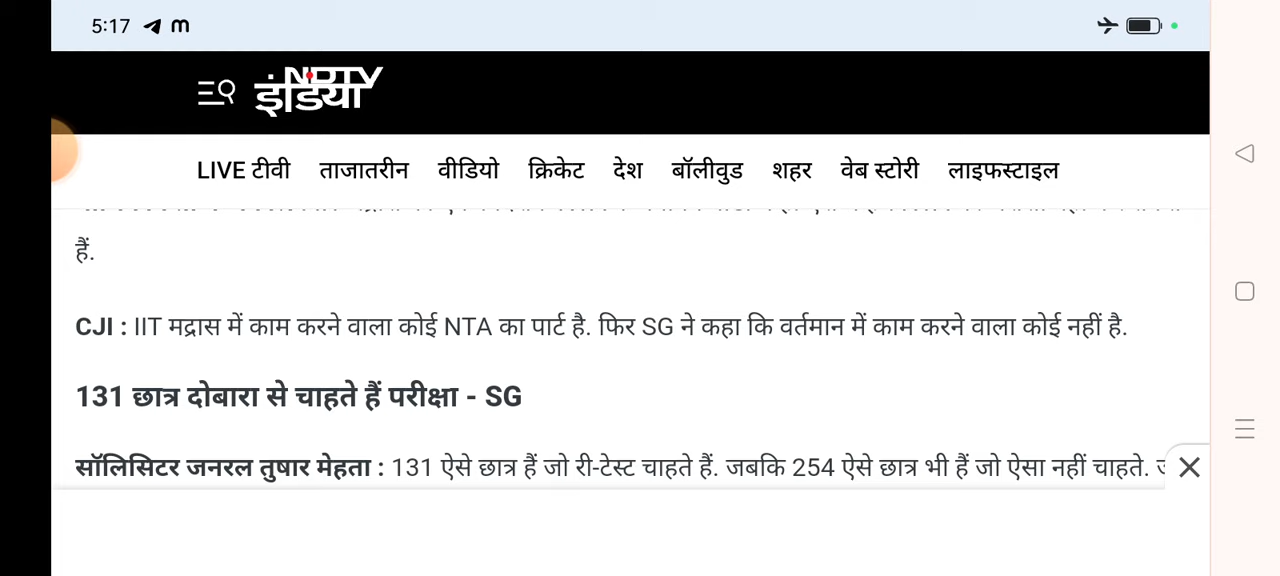 5:17
NDTV
इंडिया
LIVE टीवी ताजातरीन वीडियो क्रिकेट देश बॉलीवुड शहर वेब स्टोरी लाइफस्टाइल
हैं.
CJI : IIT मद्रास में काम करने वाला कोई NTA का पार्ट है. फिर SG ने कहा कि वर्तमान में काम करने वाला कोई नहीं है.
131 छात्र दोबारा से चाहते हैं परीक्षा - SG
सॉलिसिटर जनरल तुषार मेहता : 131 ऐसे छात्र हैं जो री-टेस्ट चाहते हैं. जबकि 254 ऐसे छात्र भी हैं जो ऐसा नहीं चाहते.